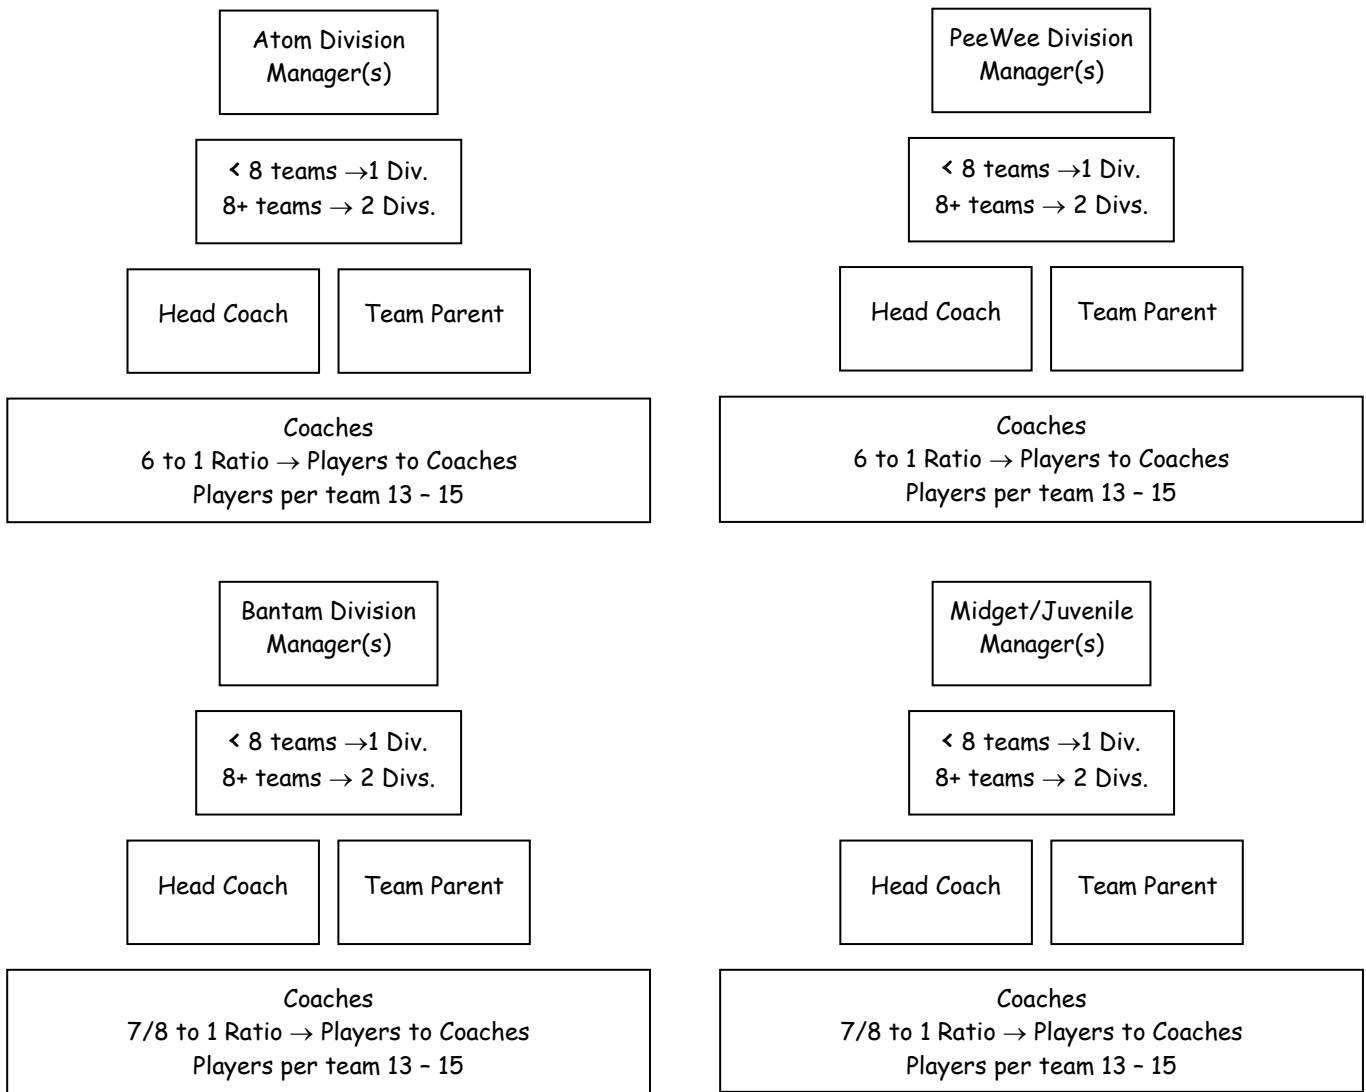 Atom Division
Manager(s)
< 8 teams →1 Div.
8+ teams → 2 Divs.
Head Coach
Team Parent
Coaches
6 to 1 Ratio → Players to Coaches
Players per team 13 – 15
PeeWee Division
Manager(s)
< 8 teams →1 Div.
8+ teams → 2 Divs.
Head Coach
Team Parent
Coaches
6 to 1 Ratio → Players to Coaches
Players per team 13 – 15
Bantam Division
Manager(s)
< 8 teams →1 Div.
8+ teams → 2 Divs.
Head Coach
Team Parent
Coaches
7/8 to 1 Ratio → Players to Coaches
Players per team 13 – 15
Midget/Juvenile
Manager(s)
< 8 teams →1 Div.
8+ teams → 2 Divs.
Head Coach
Team Parent
Coaches
7/8 to 1 Ratio → Players to Coaches
Players per team 13 – 15